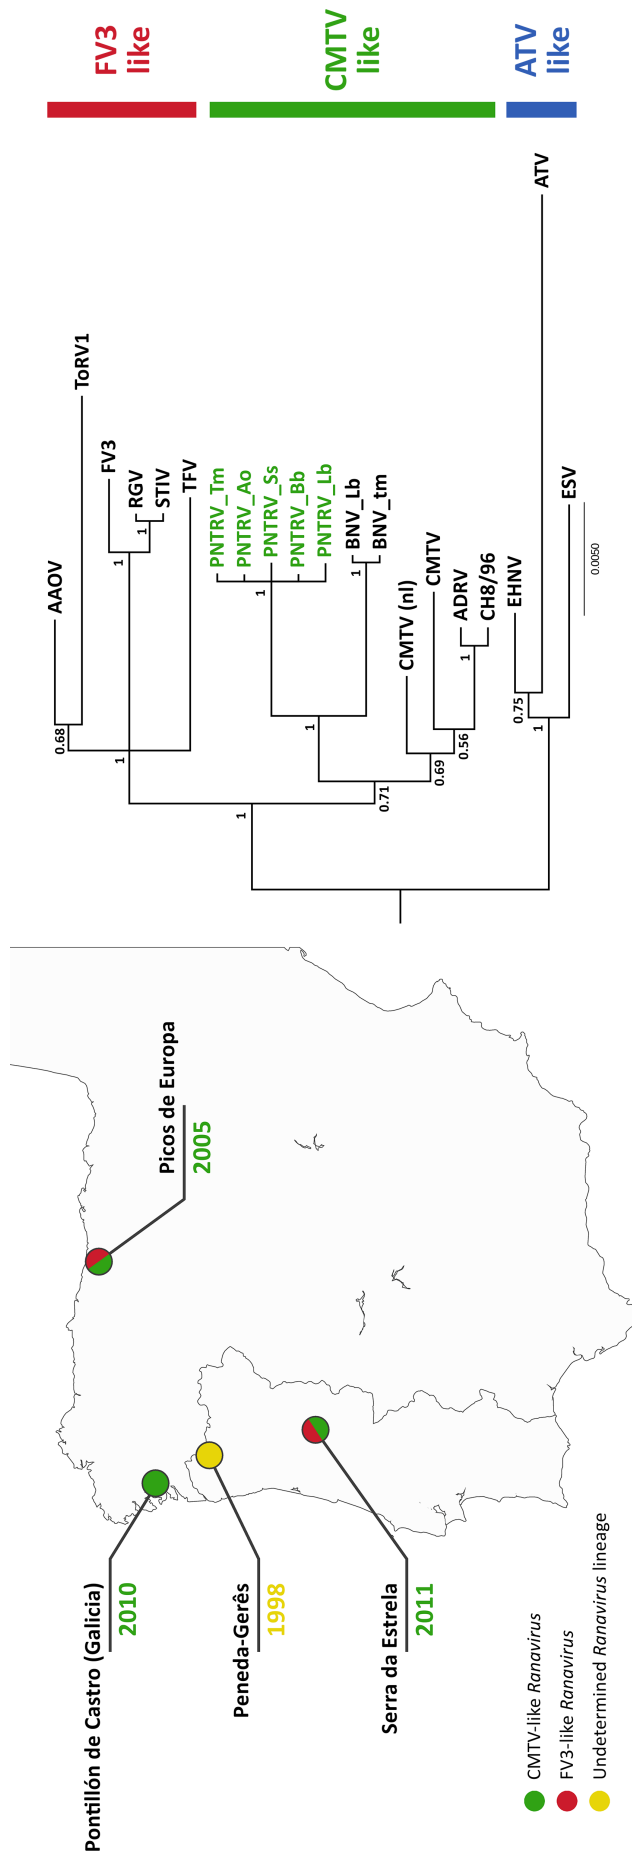 Pontillón de Castro (Galicia)
2010
Peneda-Gerês
1998
Serra da Estrela
2011
Picos de Europa
2005
CMTV-like Ranavirus
FV3-like Ranavirus
Undetermined Ranavirus lineage
AAOV
ToRV1
0.68
FV3
RGV
STIV
1
1
TFV
1
PNTRV_Tm
PNTRV_Ao
PNTRV_Ss
PNTRV_Bb
PNTRV_Lb
1
BNV_Lb
BNV_tm
1
1
CMTV (nl)
CMTV
ADRV
CH8/96
1
0.56
0.69
0.71
1
EHNV
ATV
0.75
ESV
1
0.0050
FV3
like
CMTV
like
ATV
like